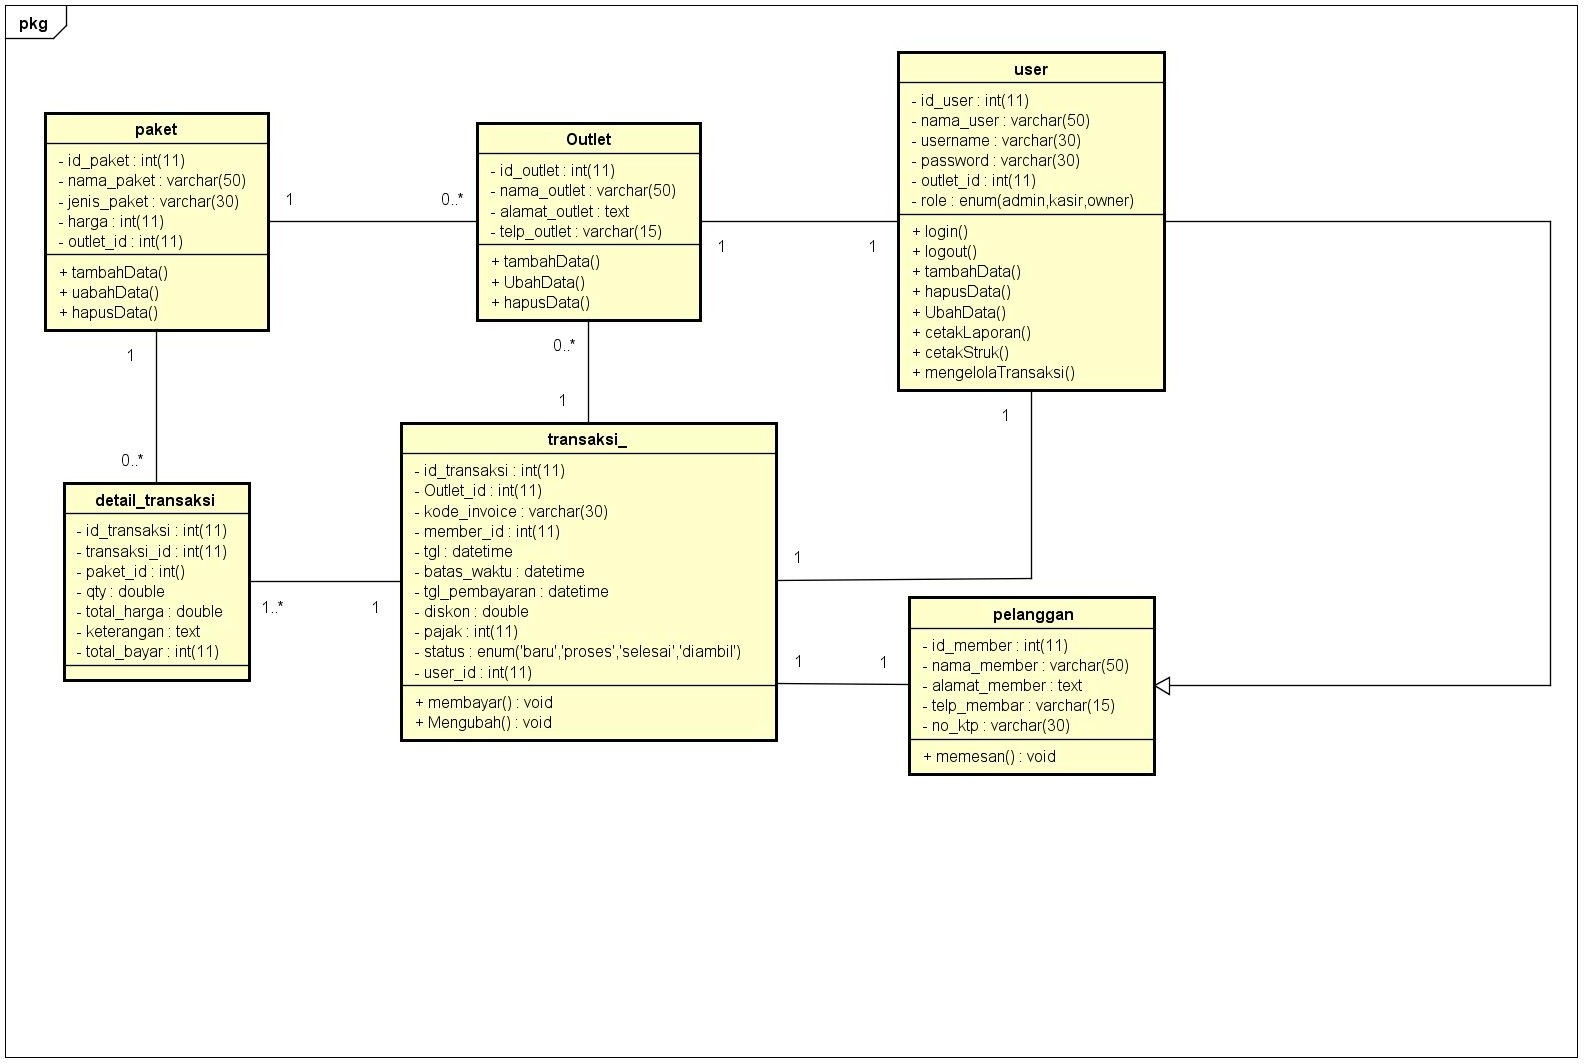 pkg
paket
- id_paket : int(11)
- nama_paket : varchar(50)
- jenis_paket : varchar(30)
- harga : int(11)
- outlet_id : int(11)
+ tambahData()
+ uabahData()
+ hapusData()
1
0..*
Outlet
- id_outlet : int(11)
- nama_outlet : varchar(50)
- alamat_outlet : text
- telp_outlet : varchar(15)
+ tambahData()
+ UbahData()
+ hapusData()
1
1
user
- id_user : int(11)
- nama_user : varchar(50)
- username : varchar(30)
- password : varchar(30)
- outlet_id : int(11)
- role : enum(admin,kasir,owner)
+ login()
+ logout()
+ tambahData()
+ hapusData()
+ UbahData()
+ cetakLaporan()
+ cetakStruk()
+ mengelolaTransaksi()
1
0..*
0..*
1
1
1
detail_transaksi
- id_transaksi : int(11)
- transaksi_id : int(11)
- paket_id : int()
- qty : double
- total_harga : double
- keterangan : text
- total_bayar : int(11)
1..*
1
transaksi_
- id_transaksi : int(11)
- Outlet_id : int(11)
- kode_invoice : varchar(30)
- member_id : int(11)
- tgl : datetime
- batas_waktu : datetime
- tgl_pembayaran : datetime
- diskon : double
- pajak : int(11)
- status : enum('baru','proses','selesai','diambil')
- user_id : int(11)
+ membayar() : void
+ Mengubah() : void
1
1
pelanggan
- id_member : int(11)
- nama_member : varchar(50)
- alamat_member : text
- telp_membar : varchar(15)
- no_ktp : varchar(30)
+ memesan() : void